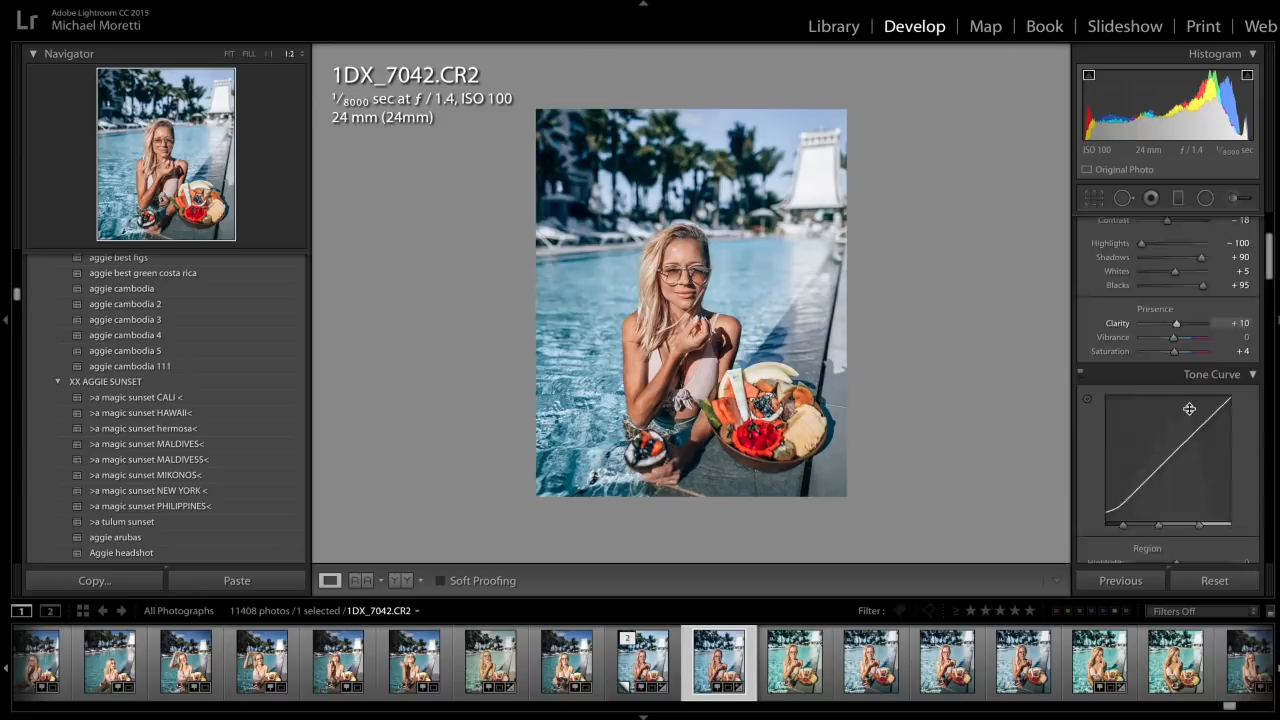 Lr
Adobe Lightroom CC 2015
Michael Moretti
Library | Develop | Map | Book | Slideshow | Print | Web
Navigator FIT FILL 1:1 1:2
aggie best figs
aggie best green costa rica
aggie cambodia
aggie cambodia 2
aggie cambodia 3
aggie cambodia 4
aggie cambodia 5
aggie cambodia 111
XX AGGIE SUNSET
>a magic sunset CALI <
>a magic sunset HAWAII<
>a magic sunset hermosa<
>a magic sunset MALDIVES<
>a magic sunset MALDIVESS<
>a magic sunset MIKONOS<
>a magic sunset NEW YORK <
>a magic sunset PHILIPPINES<
>a tulum sunset
aggie arubas
Aggie headshot
Copy... Paste
1DX_7042.CR2
1/8000 sec at ƒ / 1.4, ISO 100
24 mm (24mm)
Histogram
ISO 100 24 mm ƒ / 1.4 1/8000 sec
Original Photo
Contrast - 18
Highlights - 100
Shadows + 90
Whites + 5
Blacks + 95
Presence
Clarity + 10
Vibrance 0
Saturation + 4
Tone Curve
Region
Highlights
Previous Reset
R A Y Y Soft Proofing
1 2 All Photographs 11408 photos / 1 selected / 1DX_7042.CR2 Filter : ≥ ★★★★★ Filters Off
2